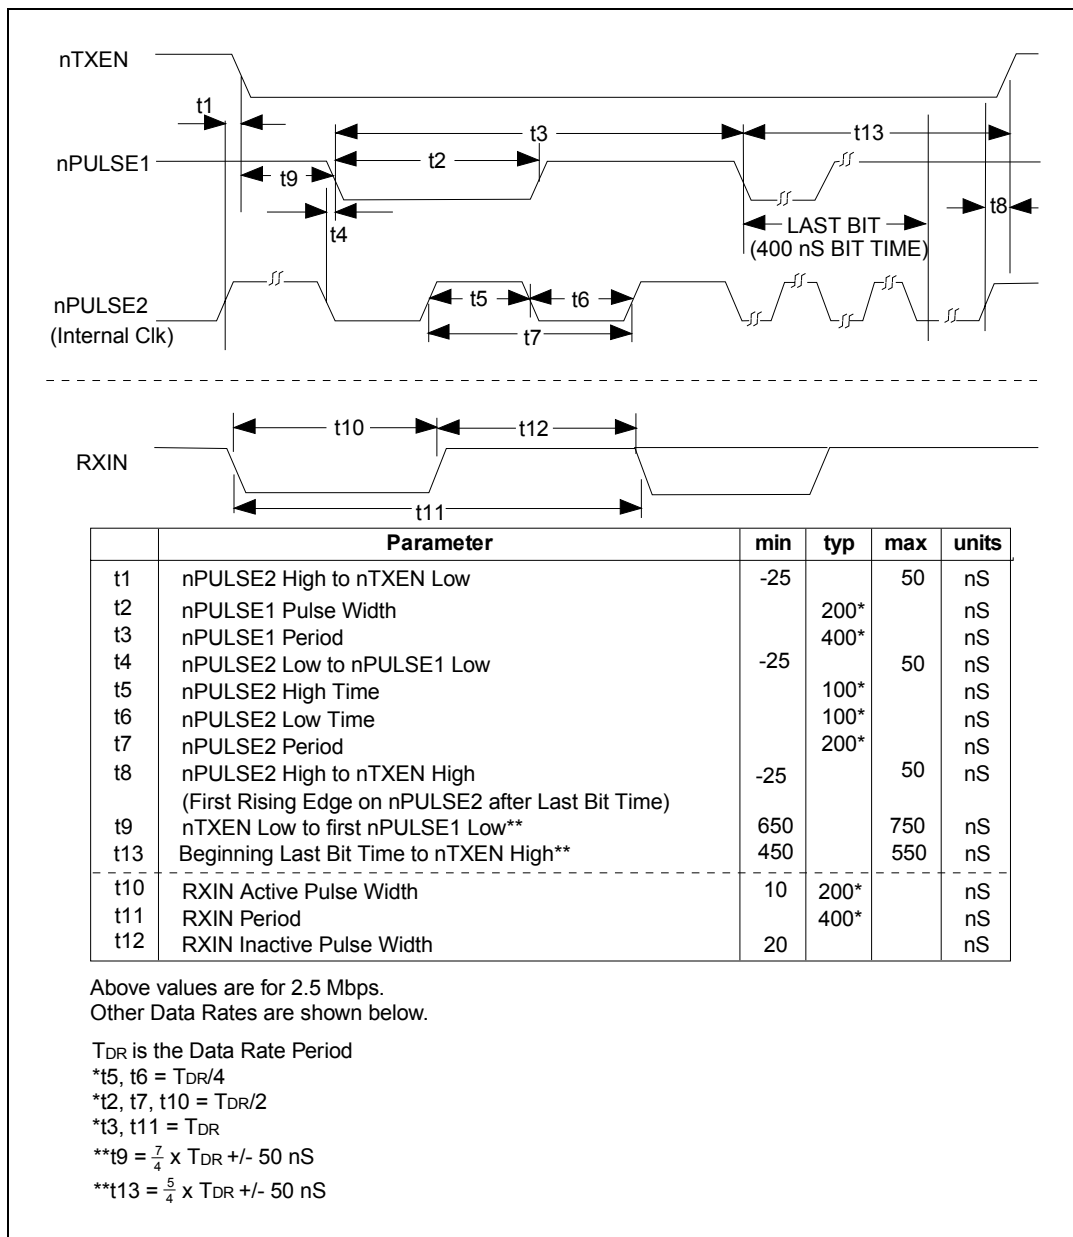 nTXEN
t1
t3
t13
nPULSE1
t2
t9
t8
t4
LAST BIT
(400 nS BIT TIME)
nPULSE2
(Internal Clk)
t5
t6
t7
RXIN
t10
t12
t11
Parameter min typ max units
t1 nPULSE2 High to nTXEN Low -25 50 nS
t2 nPULSE1 Pulse Width 200* nS
t3 nPULSE1 Period 400* nS
t4 nPULSE2 Low to nPULSE1 Low -25 50 nS
t5 nPULSE2 High Time 100* nS
t6 nPULSE2 Low Time 100* nS
t7 nPULSE2 Period 200* nS
t8 nPULSE2 High to nTXEN High -25 50 nS
(First Rising Edge on nPULSE2 after Last Bit Time)
t9 nTXEN Low to first nPULSE1 Low** 650 750 nS
t13 Beginning Last Bit Time to nTXEN High** 450 550 nS
t10 RXIN Active Pulse Width 10 200* nS
t11 RXIN Period 400* nS
t12 RXIN Inactive Pulse Width 20 nS
Above values are for 2.5 Mbps.
Other Data Rates are shown below.
TDR is the Data Rate Period
*t5, t6 = TDR/4
*t2, t7, t10 = TDR/2
*t3, t11 = TDR
**t9 = 7/4 x TDR +/- 50 nS
**t13 = 5/4 x TDR +/- 50 nS